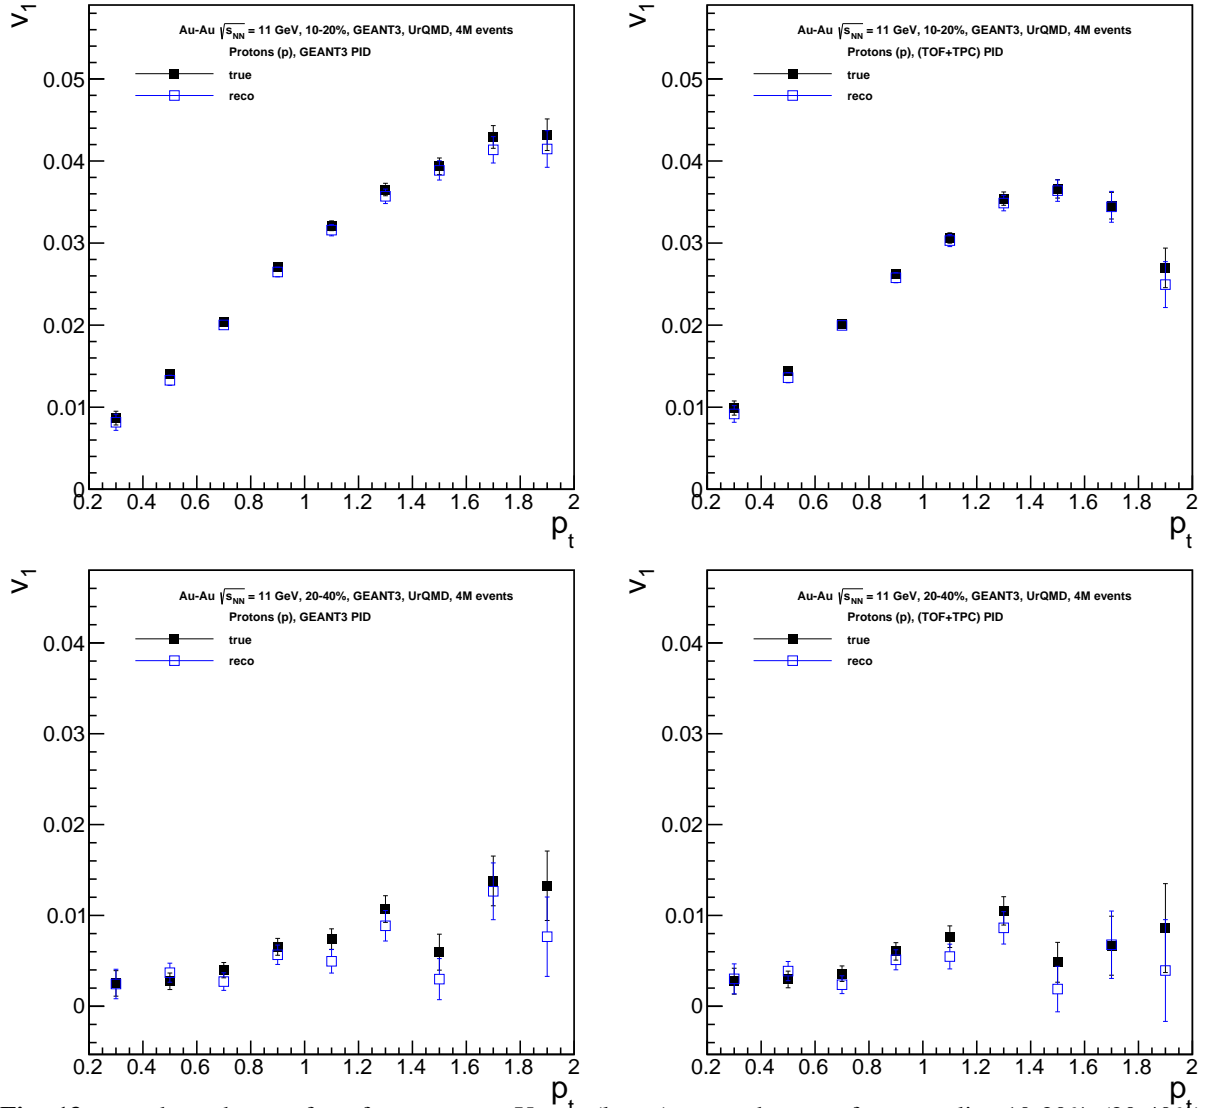 v1
Au-Au √sNN = 11 GeV, 10-20%, GEANT3, UrQMD, 4M events
Protons (p), GEANT3 PID
true
reco
0.05
0.04
0.03
0.02
0.01
0
0.2 0.4 0.6 0.8 1 1.2 1.4 1.6 1.8 2
pt
v1
Au-Au √sNN = 11 GeV, 10-20%, GEANT3, UrQMD, 4M events
Protons (p), (TOF+TPC) PID
true
reco
0.05
0.04
0.03
0.02
0.01
0
0.2 0.4 0.6 0.8 1 1.2 1.4 1.6 1.8 2
pt
v1
Au-Au √sNN = 11 GeV, 20-40%, GEANT3, UrQMD, 4M events
Protons (p), GEANT3 PID
true
reco
0.04
0.03
0.02
0.01
0
0.2 0.4 0.6 0.8 1 1.2 1.4 1.6 1.8 2
pt
v1
Au-Au √sNN = 11 GeV, 20-40%, GEANT3, UrQMD, 4M events
Protons (p), (TOF+TPC) PID
true
reco
0.04
0.03
0.02
0.01
0
0.2 0.4 0.6 0.8 1 1.2 1.4 1.6 1.8 2
pt